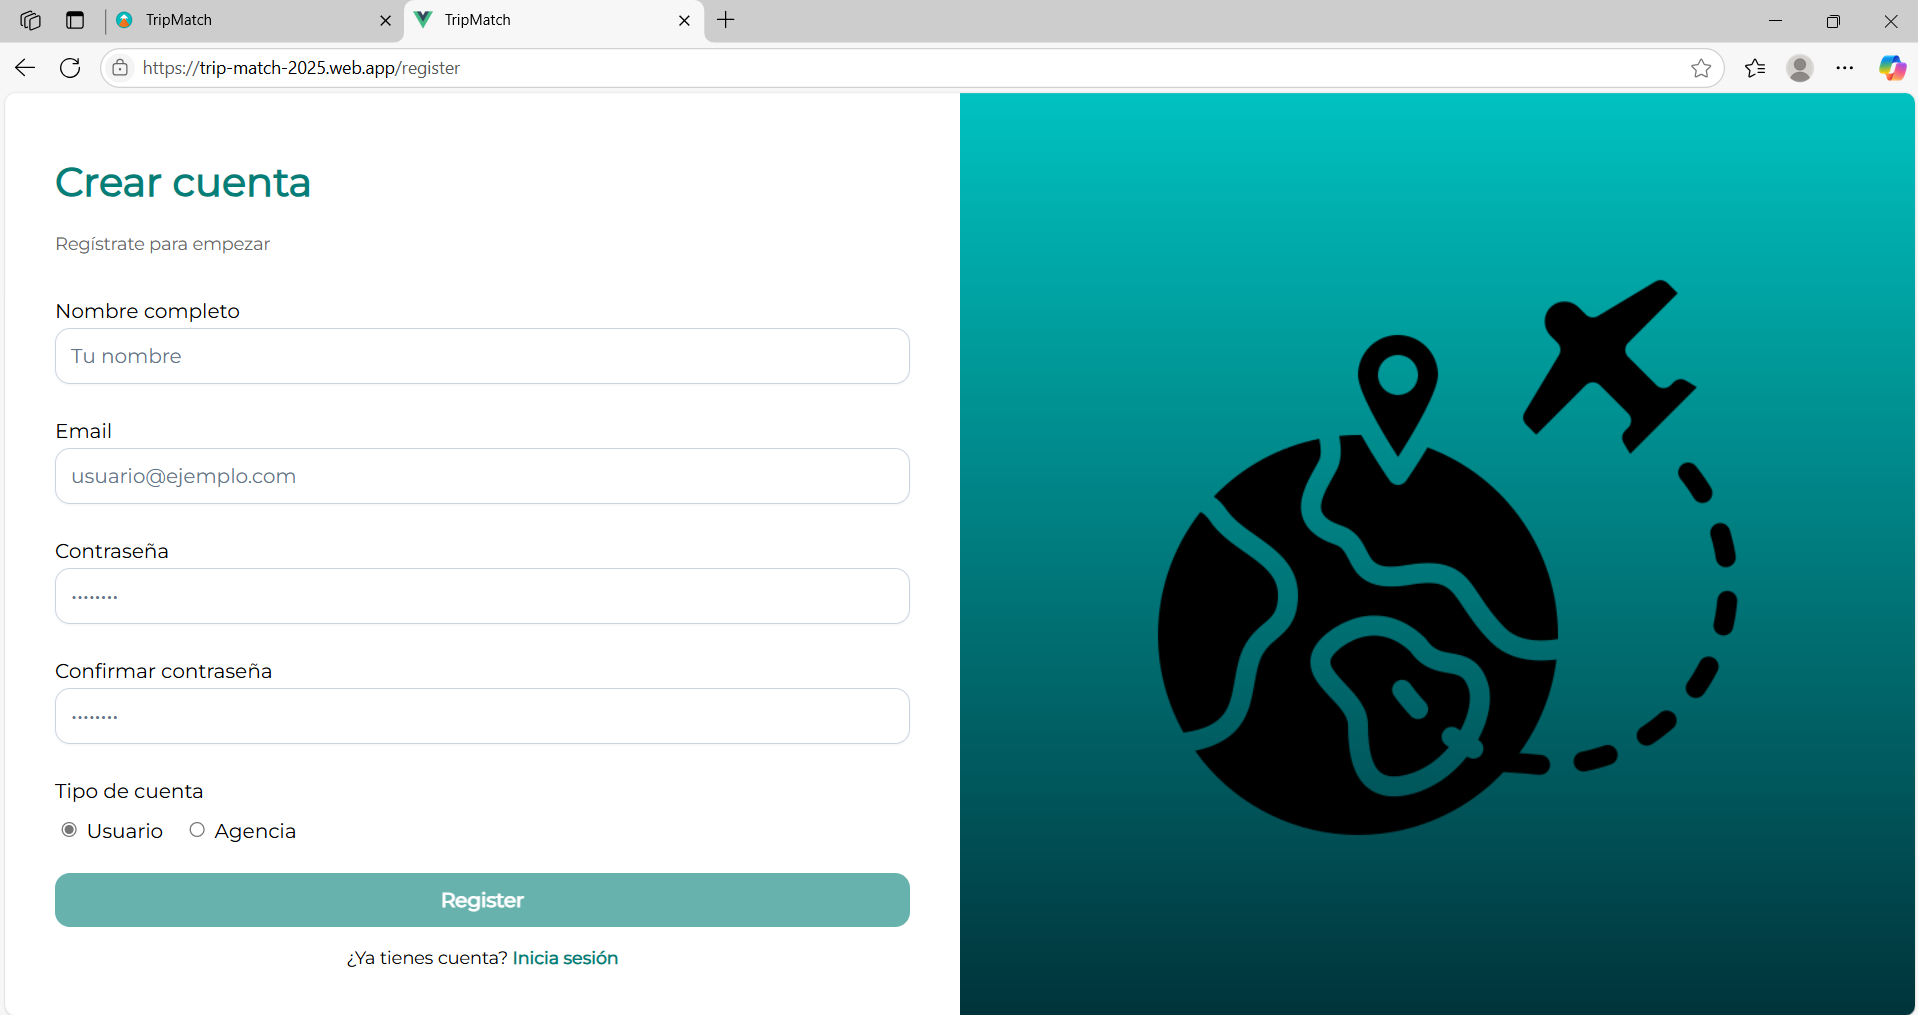 TripMatch
TripMatch
https://trip-match-2025.web.app/register
Crear cuenta
Regístrate para empezar
Nombre completo
Tu nombre
Email
usuario@ejemplo.com
Contraseña
••••••••
Confirmar contraseña
••••••••
Tipo de cuenta
Usuario Agencia
Register
¿Ya tienes cuenta? Inicia sesión